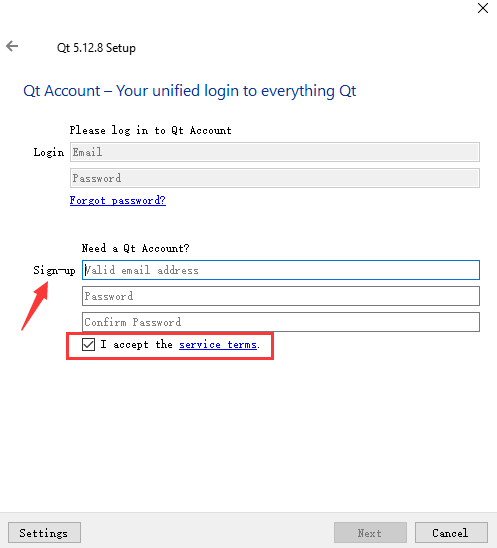 Qt 5.12.8 Setup
Qt Account – Your unified login to everything Qt
Please log in to Qt Account
Login Email
Password
Forgot password?
Need a Qt Account?
Sign-up Valid email address
Password
Confirm Password
I accept the service terms.
Settings Next Cancel